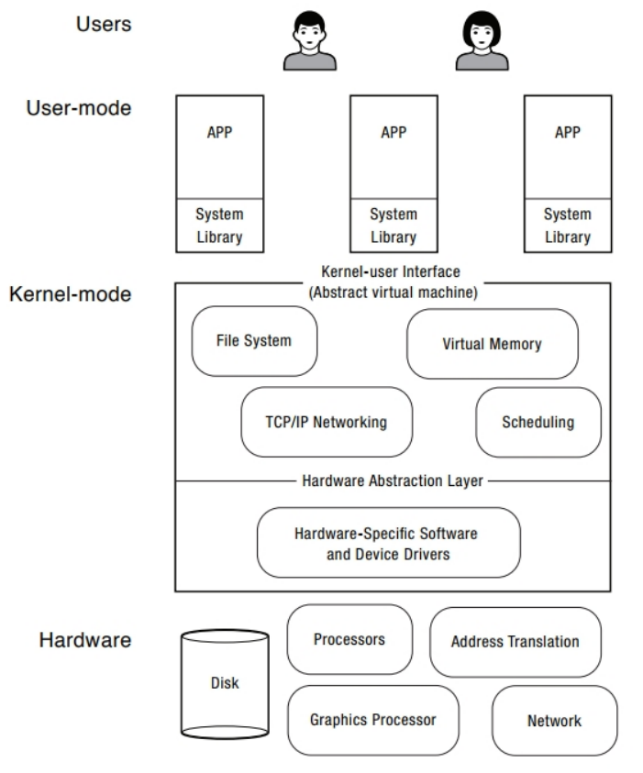 Users
User-mode
APP
APP
APP
System
Library
System
Library
System
Library
Kernel-mode
Kernel-user Interface
(Abstract virtual machine)
File System
Virtual Memory
TCP/IP Networking
Scheduling
Hardware Abstraction Layer
Hardware-Specific Software
and Device Drivers
Hardware
Disk
Processors
Address Translation
Graphics Processor
Network